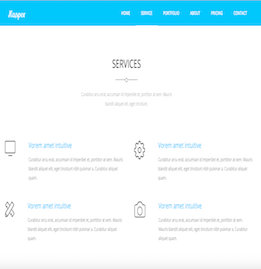 Kappe
HOME SERVICE PORTFOLIO ABOUT PRICING CONTACT
SERVICES
Curabitur arcu erat, accumsan id imperdiet et, porttitor at sem. Mauris
blandit aliquet elit, eget tincidunt
Vorem amet intuitive
Curabitur arcu erat, accumsan id imperdiet et, porttitor at sem. Mauris
blandit aliquet elit, eget tincidunt nibh pulvinar a. Curabitur aliquet
quam
Vorem amet intuitive
Curabitur arcu erat, accumsan id imperdiet et, porttitor at sem. Mauris
blandit aliquet elit, eget tincidunt nibh pulvinar a. Curabitur aliquet
quam
Vorem amet intuitive
Curabitur arcu erat, accumsan id imperdiet et, porttitor at sem. Mauris
blandit aliquet elit, eget tincidunt nibh pulvinar a. Curabitur aliquet
quam
Vorem amet intuitive
Curabitur arcu erat, accumsan id imperdiet et, porttitor at sem. Mauris
blandit aliquet elit, eget tincidunt nibh pulvinar a. Curabitur aliquet
quam